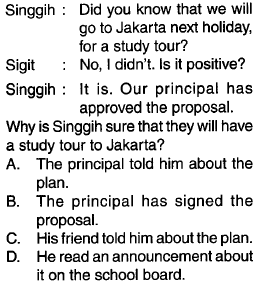 Singgih : Did you know that we will
go to Jakarta next holiday,
for a study tour?
Sigit : No, I didn't. Is it positive?
Singgih : It is. Our principal has
approved the proposal.
Why is Singgih sure that they will have
a study tour to Jakarta?
A. The principal told him about the
plan.
B. The principal has signed the
proposal.
C. His friend told him about the plan.
D. He read an announcement about
it on the school board.